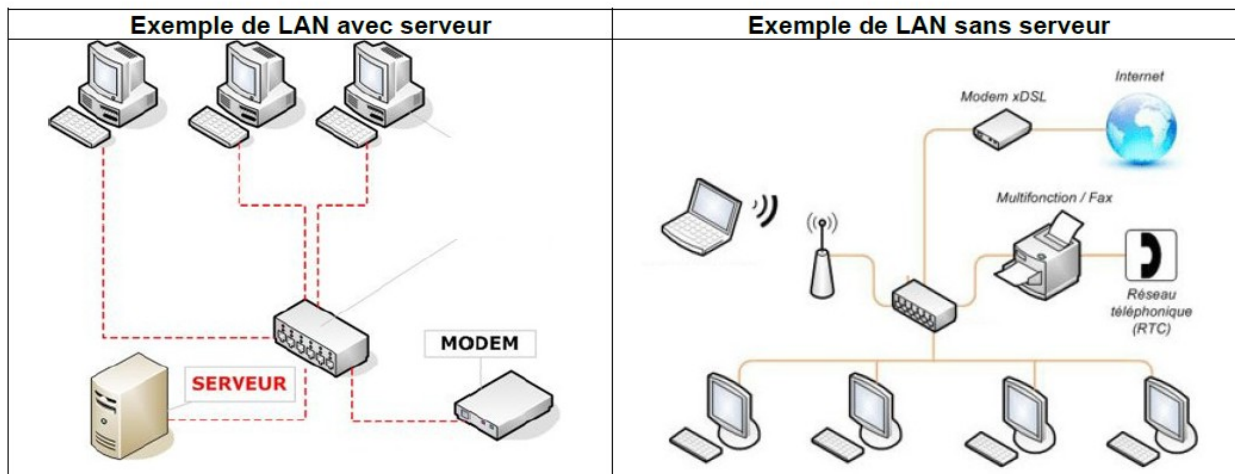 Exemple de LAN avec serveur
Exemple de LAN sans serveur
SERVEUR
MODEM
Internet
Modem xDSL
Multifonction / Fax
Réseau
téléphonique
(RTC)